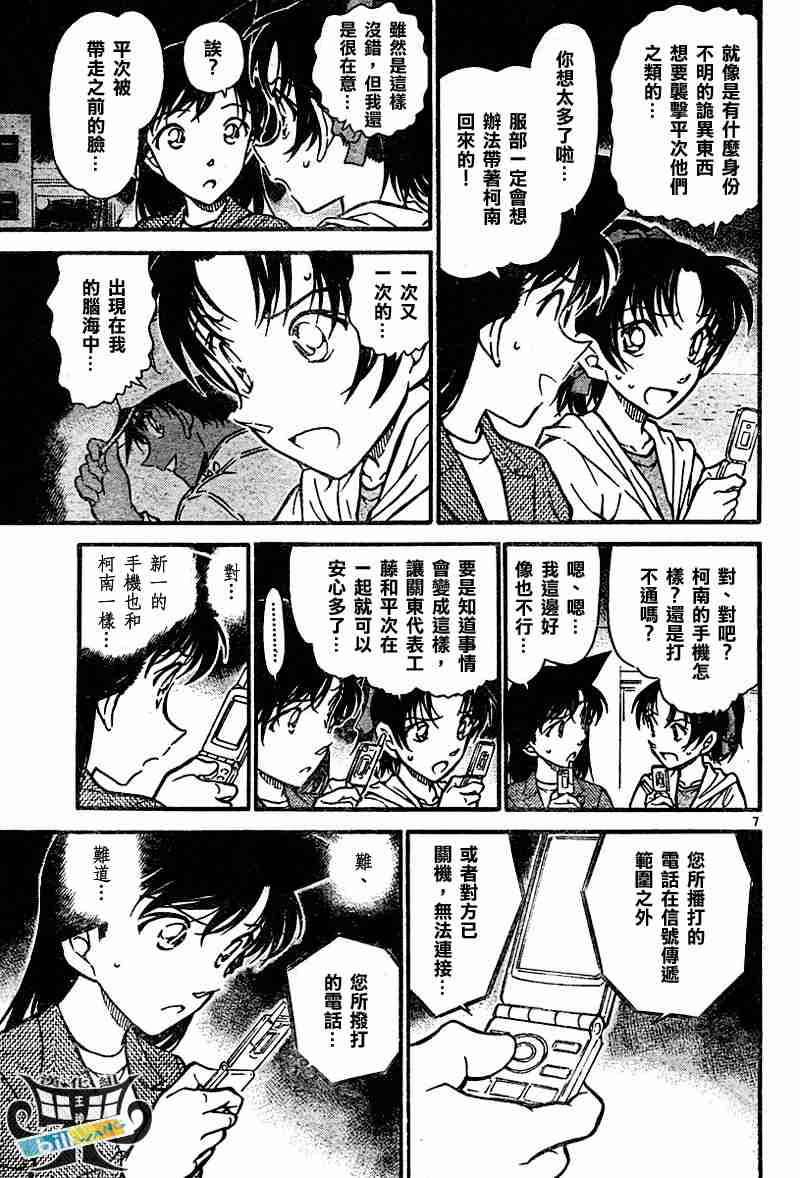 就像是有什麼身份
不明的詭異東西
想要襲擊平次他們
之類的…
你想太多了啦…
服部一定會想
辦法帶著柯南
回來的！
雖然是這樣
沒錯，但我還
是很在意…
誒？
平次被
帶走之前的臉…
一次又
一次的…
出現在我
的腦海中…
對、對吧？
柯南的手機怎
樣？還是打
不通嗎？
嗯、嗯…
我這邊好
像也不行…
要是知道事情
會變成這樣，
讓關東代表工
藤和平次在
一起就可以
安心多了…
………
對…
新一的
手機也和
柯南一樣…
7
您所播打的
電話在信號傳遞
範圍之外
或者對方已
關機，無法連接…
您所撥打
的電話…
難、
難道…
漢化組